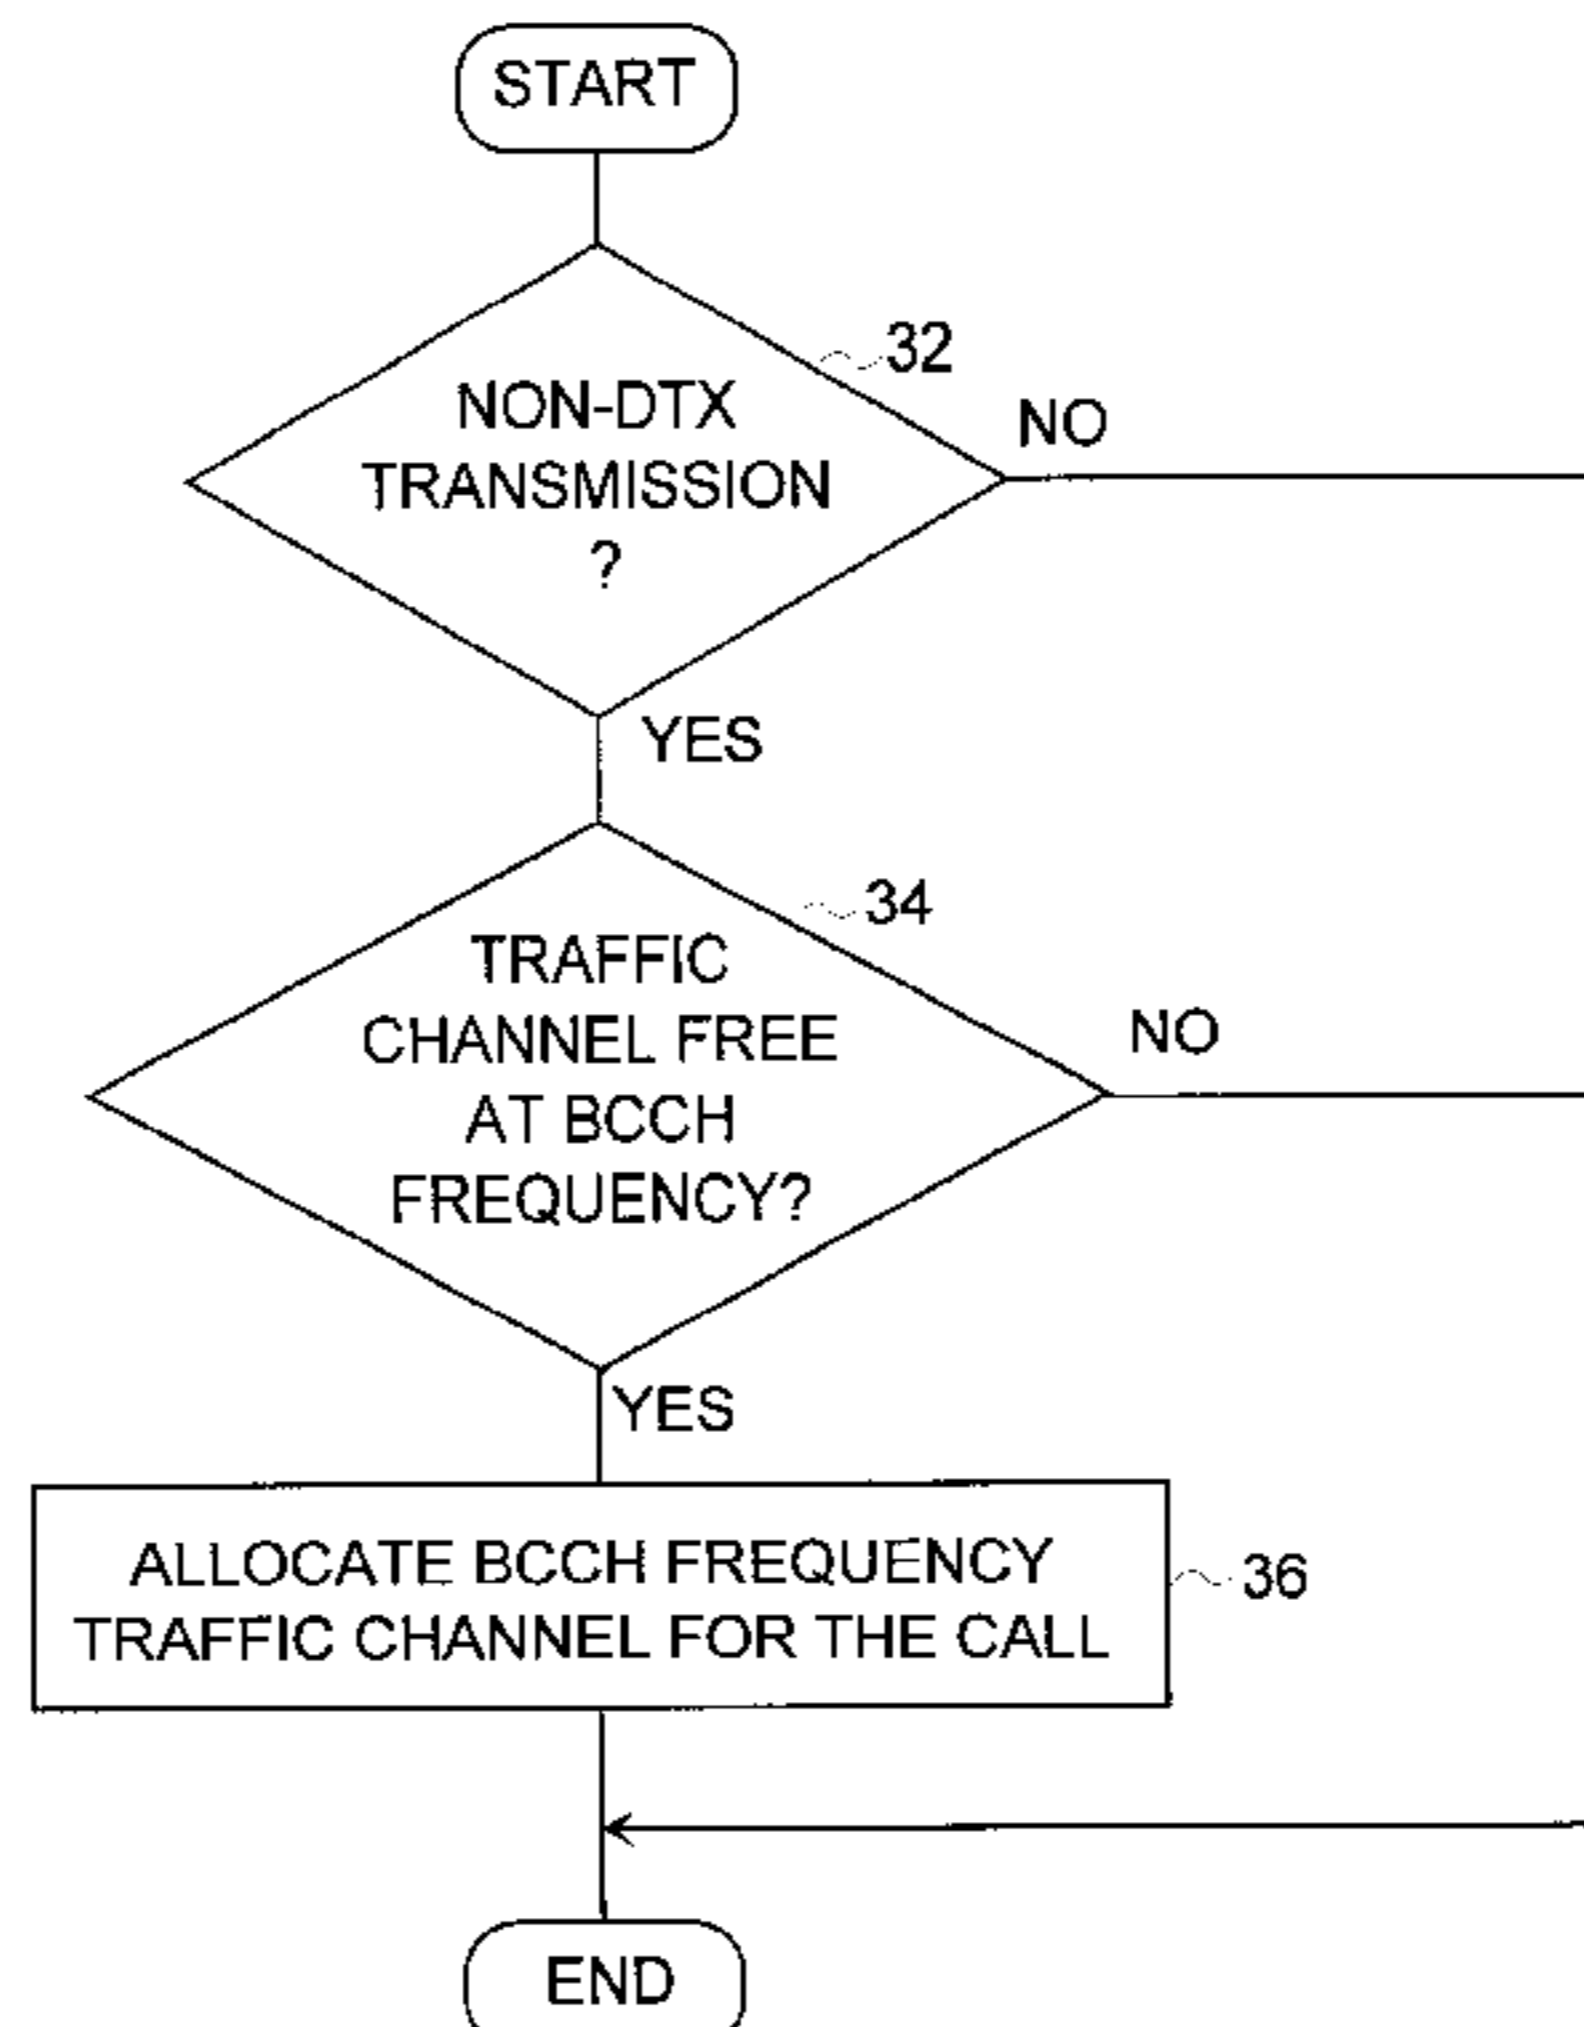 START
32
NON-DTX
NO
TRANSMISSION
?
YES
34
TRAFFIC
CHANNEL FREE
NO
AT BCCH
FREQUENCY?
YES
ALLOCATE BCCH FREQUENCY
36
TRAFFIC CHANNEL FOR THE CALL
END